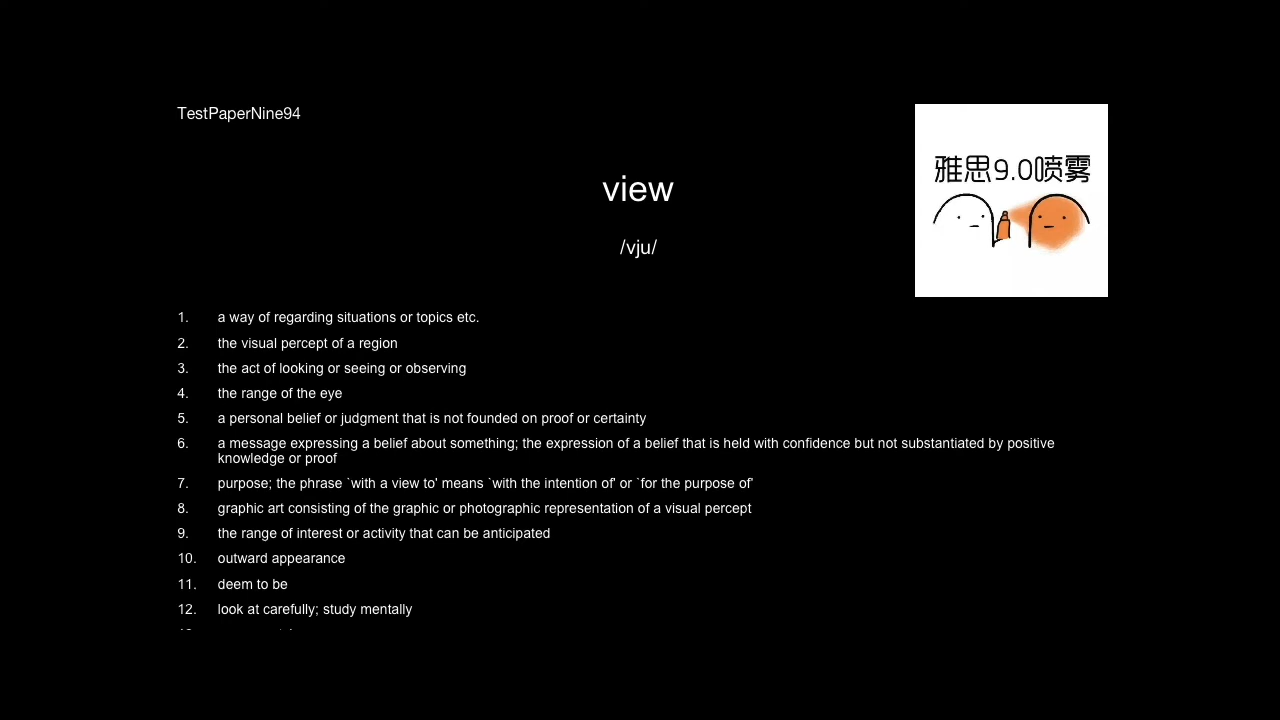 TestPaperNine94
雅思9.0喷雾
view
/vju/
1. a way of regarding situations or topics etc.
2. the visual percept of a region
3. the act of looking or seeing or observing
4. the range of the eye
5. a personal belief or judgment that is not founded on proof or certainty
6. a message expressing a belief about something; the expression of a belief that is held with confidence but not substantiated by positive
knowledge or proof
7. purpose; the phrase `with a view to' means `with the intention of' or `for the purpose of'
8. graphic art consisting of the graphic or photographic representation of a visual percept
9. the range of interest or activity that can be anticipated
10. outward appearance
11. deem to be
12. look at carefully; study mentally